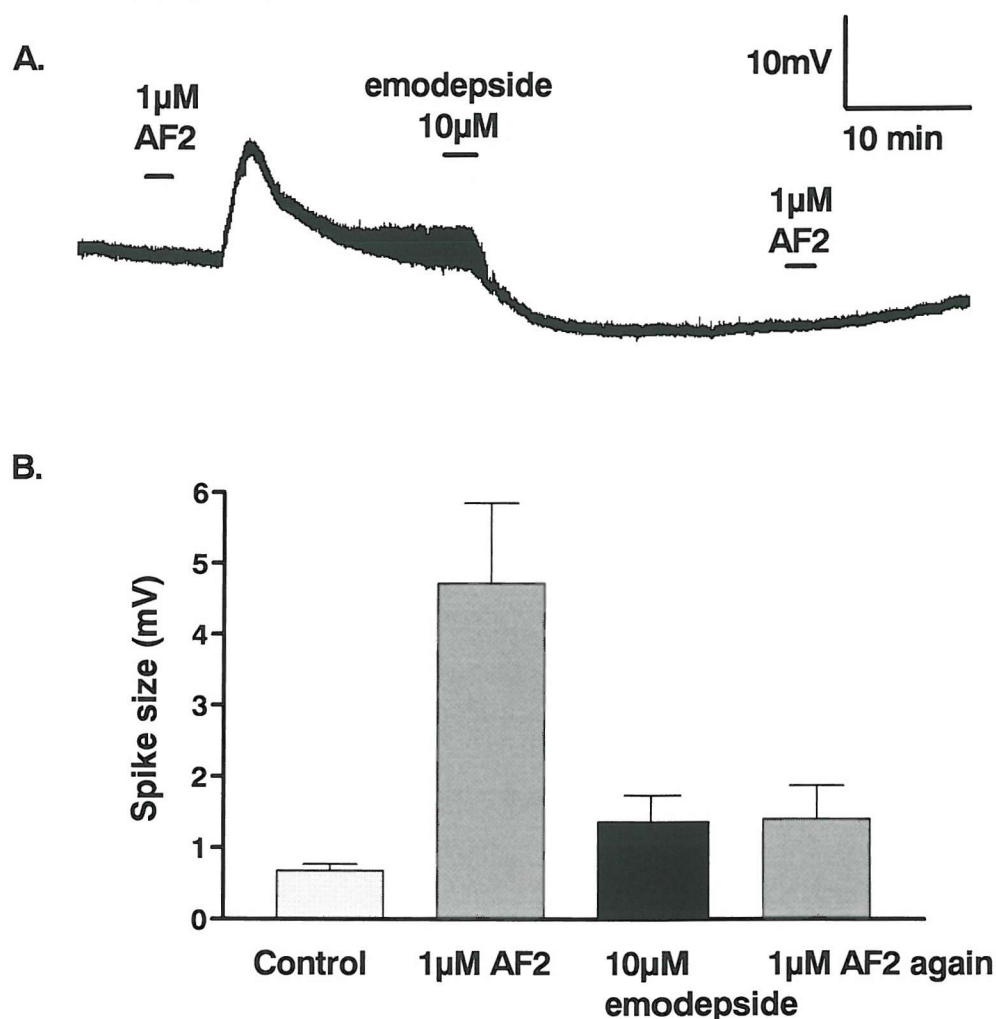 A.
1µM
AF2
emodepside
10µM
10mV
10 min
1µM
AF2
B.
Spike size (mV)
6
5
4
3
2
1
0
Control
1µM AF2
10µM
emodepside
1µM AF2 again